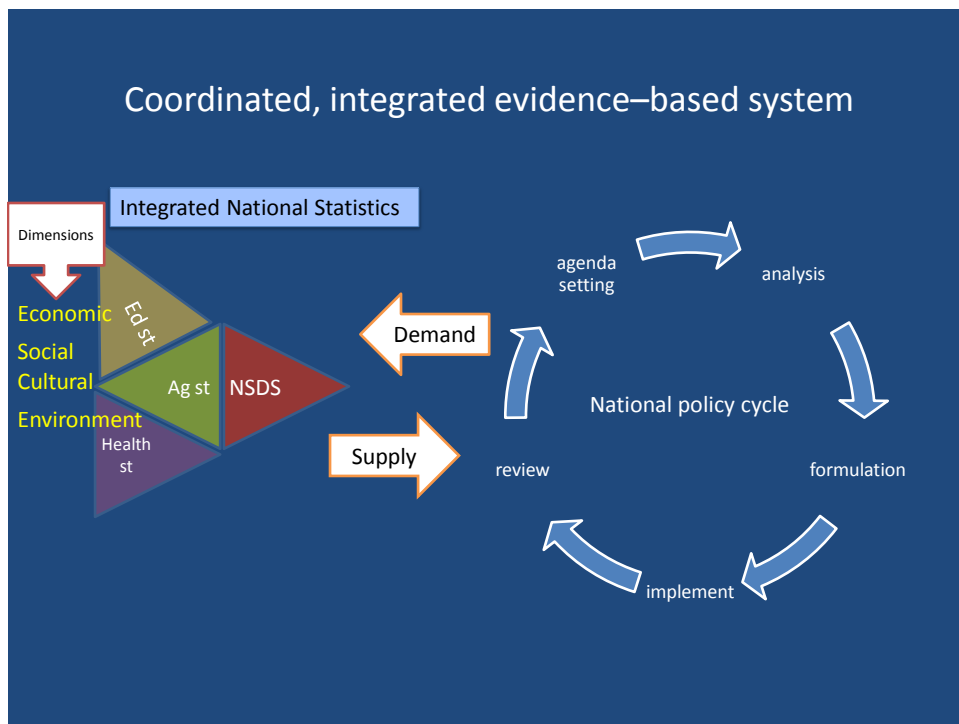 Coordinated, integrated evidence–based system
Integrated National Statistics
Dimensions
Economic
Social
Cultural
Environment
Ed st
Ag st
NSDS
Health
st
Demand
Supply
agenda
setting
analysis
National policy cycle
review
formulation
implement